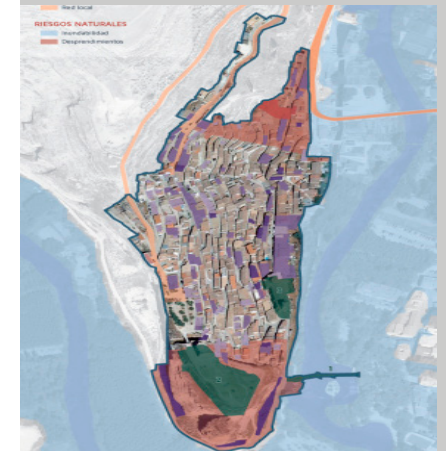 Red local
RIESGOS NATURALES
Inundabilidad
Desprendimientos